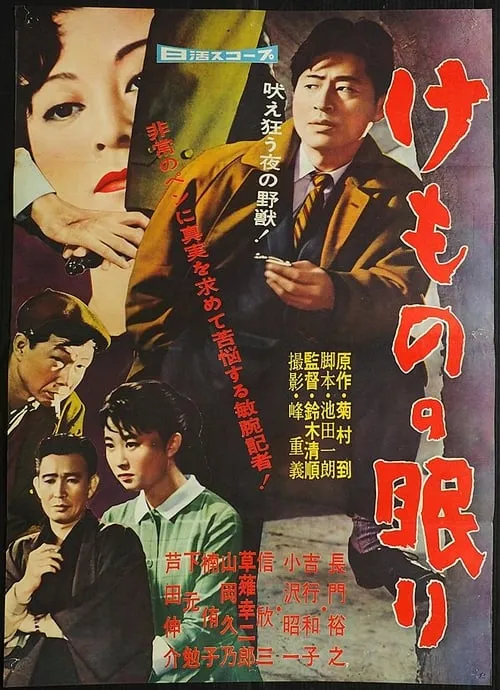 日活スコープ
けものの眠り
吠え狂う夜の野獣!
非常のペンに真実を求めて苦悩する敏腕記者!
原作・菊村到
脚本・池田一朗
監督・鈴木清順
撮影・峰重義
長門裕之
吉行和子
小沢昭一
信欣三
草薙幸二郎
山岡久乃
楠侑子
下元勉
芦田伸介